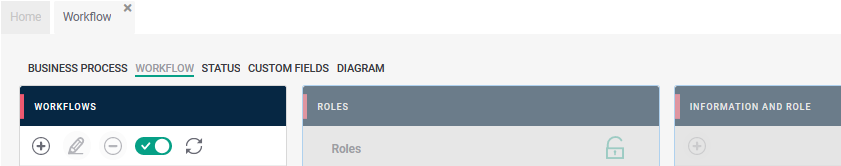 Home
Workflow
BUSINESS PROCESS WORKFLOW STATUS CUSTOM FIELDS DIAGRAM
WORKFLOWS
ROLES
INFORMATION AND ROLE
Roles